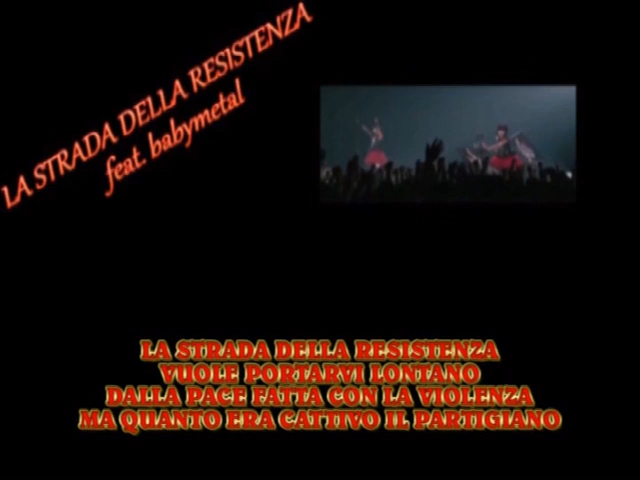 LA STRADA DELLA RESISTENZA
feat. babymetal
LA STRADA DELLA RESISTENZA
VUOLE PORTARVI LONTANO
DALLA PACE FATTA CON LA VIOLENZA
MA QUANTO ERA CATTIVO IL PARTIGIANO